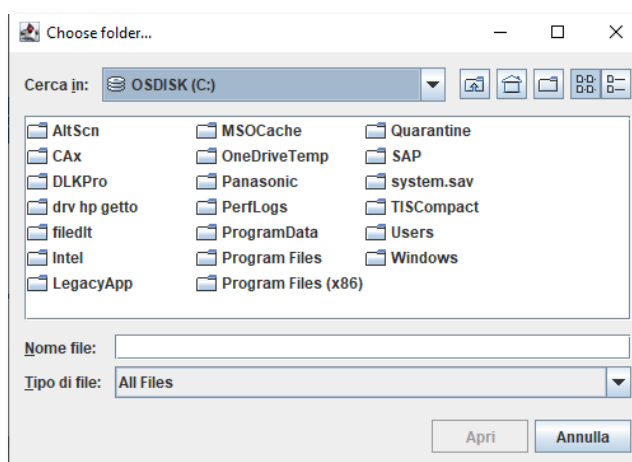 Choose folder...
Cerca in: OSDISK (C:)
AltScn MSOCache Quarantine
CAx OneDriveTemp SAP
DLKPro Panasonic system.sav
drv hp getto PerfLogs TISCompact
filedlt ProgramData Users
Intel Program Files Windows
LegacyApp Program Files (x86)
Nome file:
Tipo di file: All Files
Apri Annulla